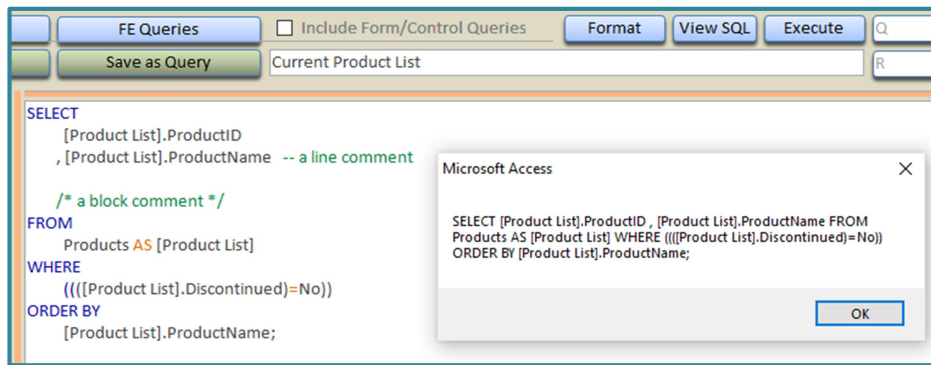 FE Queries
Include Form/Control Queries
Format
View SQL
Execute
Q
Save as Query
Current Product List
R
SELECT
[Product List].ProductID
, [Product List].ProductName -- a line comment
/* a block comment */
FROM
Products AS [Product List]
WHERE
((([Product List].Discontinued)=No))
ORDER BY
[Product List].ProductName;
Microsoft Access
SELECT [Product List].ProductID , [Product List].ProductName FROM
Products AS [Product List] WHERE ((([Product List].Discontinued)=No))
ORDER BY [Product List].ProductName;
OK